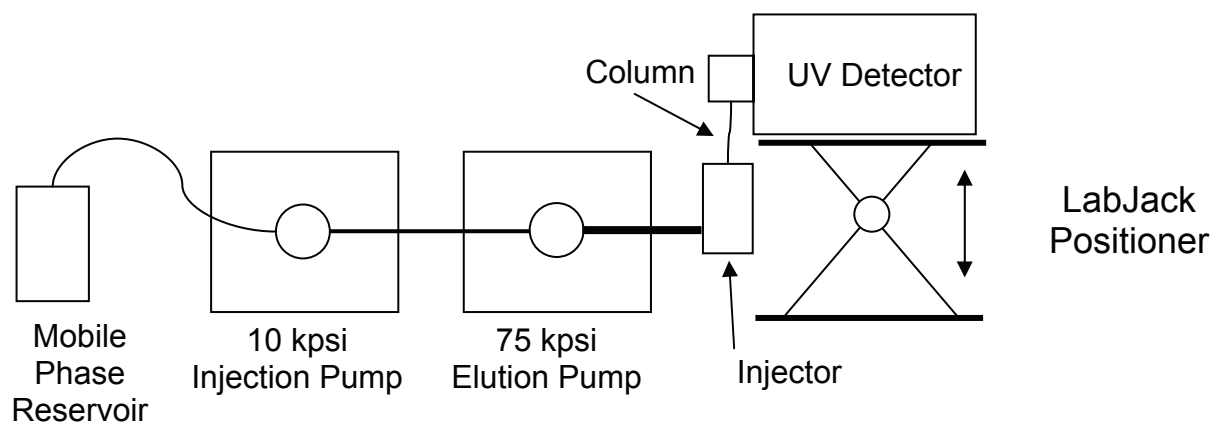 Column
UV Detector
LabJack
Positioner
Mobile
Phase
Reservoir
10 kpsi
Injection Pump
75 kpsi
Elution Pump
Injector